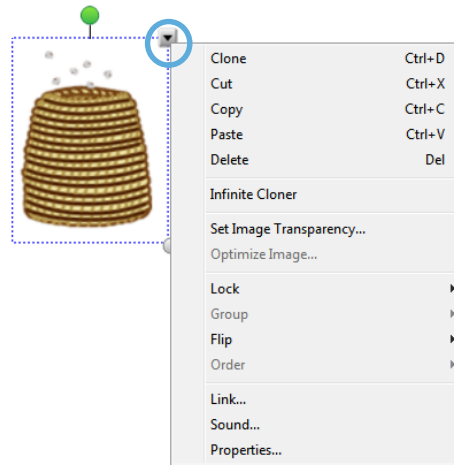 Clone Ctrl+D
Cut Ctrl+X
Copy Ctrl+C
Paste Ctrl+V
Delete Del
Infinite Cloner
Set Image Transparency...
Optimize Image...
Lock
Group
Flip
Order
Link...
Sound...
Properties...